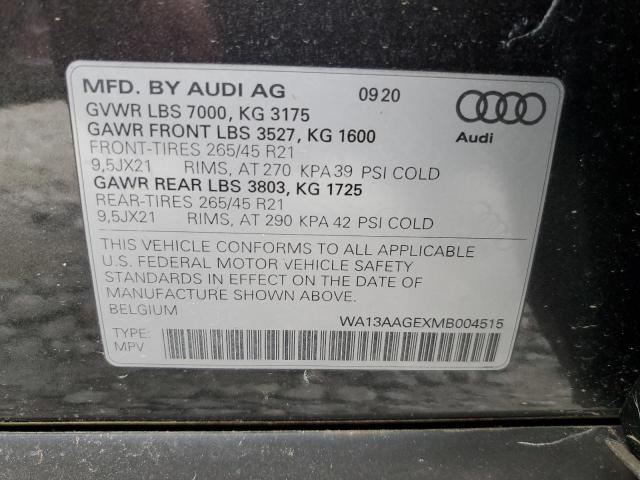 MFD. BY AUDI AG 09 20
GVWR LBS 7000, KG 3175
GAWR FRONT LBS 3527, KG 1600
Audi
FRONT-TIRES 265/45 R21
9,5JX21 RIMS, AT 270 KPA 39 PSI COLD
GAWR REAR LBS 3803, KG 1725
REAR-TIRES 265/45 R21
9,5JX21 RIMS, AT 290 KPA 42 PSI COLD
THIS VEHICLE CONFORMS TO ALL APPLICABLE
U.S. FEDERAL MOTOR VEHICLE SAFETY
STANDARDS IN EFFECT ON THE DATE OF
MANUFACTURE SHOWN ABOVE.
BELGIUM WA13AAGEXMB004515
TYPE:
MPV